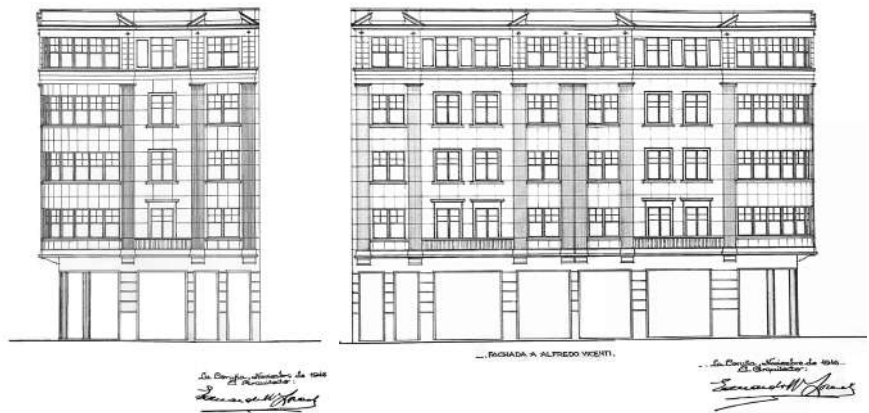 La Coruña, Noviembre de 1946
El Arquitecto:
_. FACHADA A ALFREDO VICENTI.
La Coruña, Noviembre de 1946
El Arquitecto: